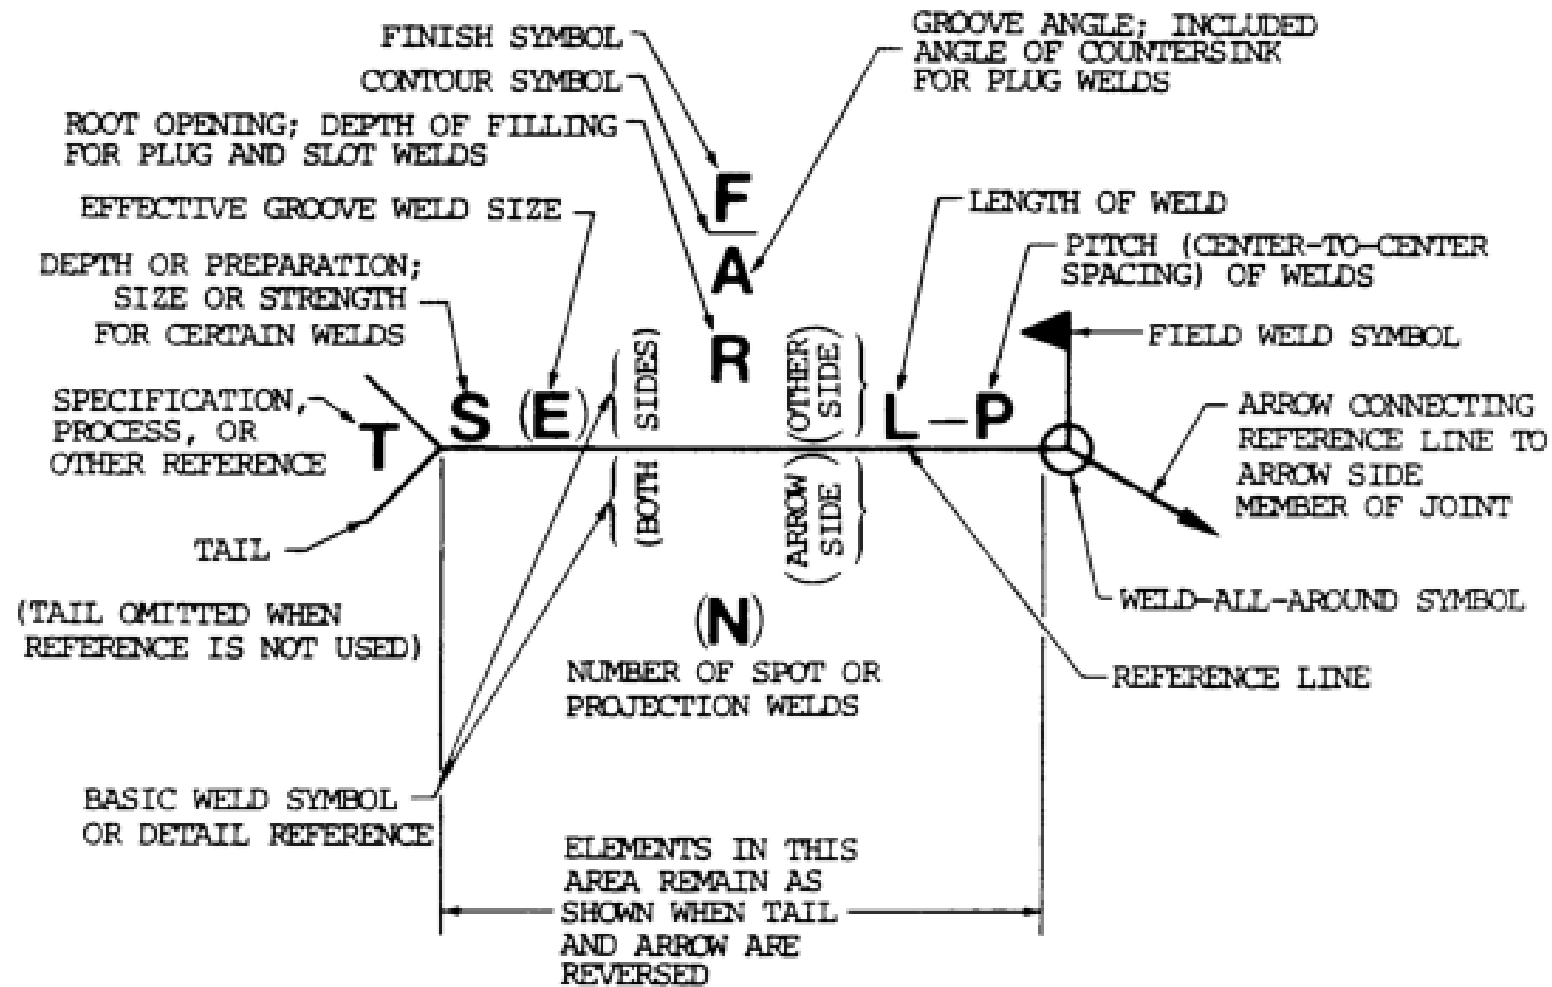 FINISH SYMBOL
CONTOUR SYMBOL
ROOT OPENING; DEPTH OF FILLING
FOR PLUG AND SLOT WELDS
EFFECTIVE GROOVE WELD SIZE
DEPTH OR PREPARATION;
SIZE OR STRENGTH
FOR CERTAIN WELDS
SPECIFICATION,
PROCESS, OR
OTHER REFERENCE
TAIL
(TAIL OMITTED WHEN
REFERENCE IS NOT USED)
BASIC WELD SYMBOL
OR DETAIL REFERENCE
GROOVE ANGLE; INCLUDED
ANGLE OF COUNTERSINK
FOR PLUG WELDS
F
A
R
T
S
(E)
(BOTH SIDES)
(OTHER
SIDE)
(ARROW
SIDE)
L–P
(N)
NUMBER OF SPOT OR
PROJECTION WELDS
ELEMENTS IN THIS
AREA REMAIN AS
SHOWN WHEN TAIL
AND ARROW ARE
REVERSED
LENGTH OF WELD
PITCH (CENTER-TO-CENTER
SPACING) OF WELDS
FIELD WELD SYMBOL
ARROW CONNECTING
REFERENCE LINE TO
ARROW SIDE
MEMBER OF JOINT
WELD-ALL-AROUND SYMBOL
REFERENCE LINE